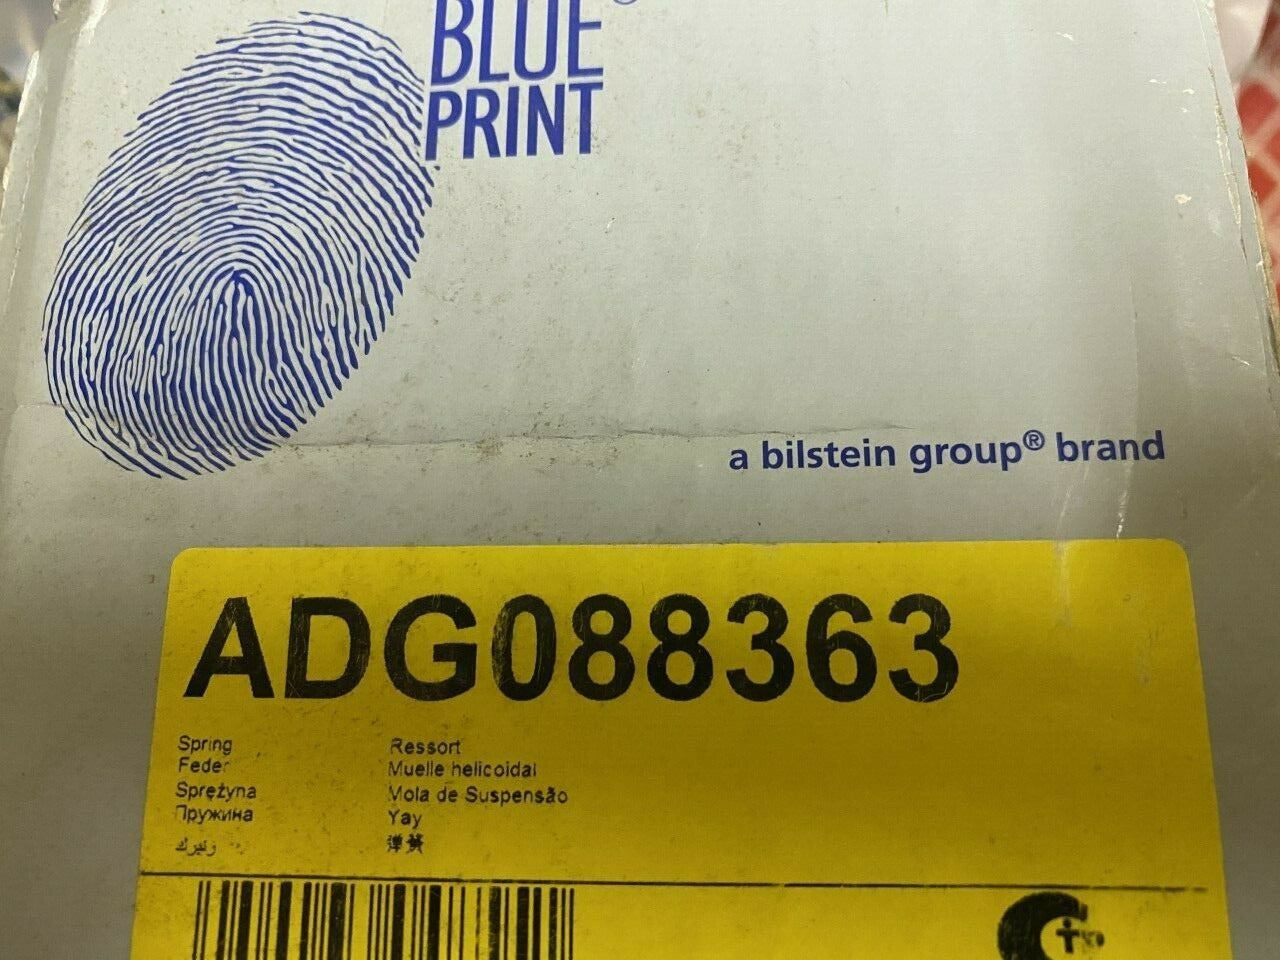 BLUE
PRINT
a bilstein group® brand
ADG088363
Spring
Feder
Sprężyna
Пружина
Ressort
Muelle helicoidal
Mola de Suspensão
Yay
弹簧